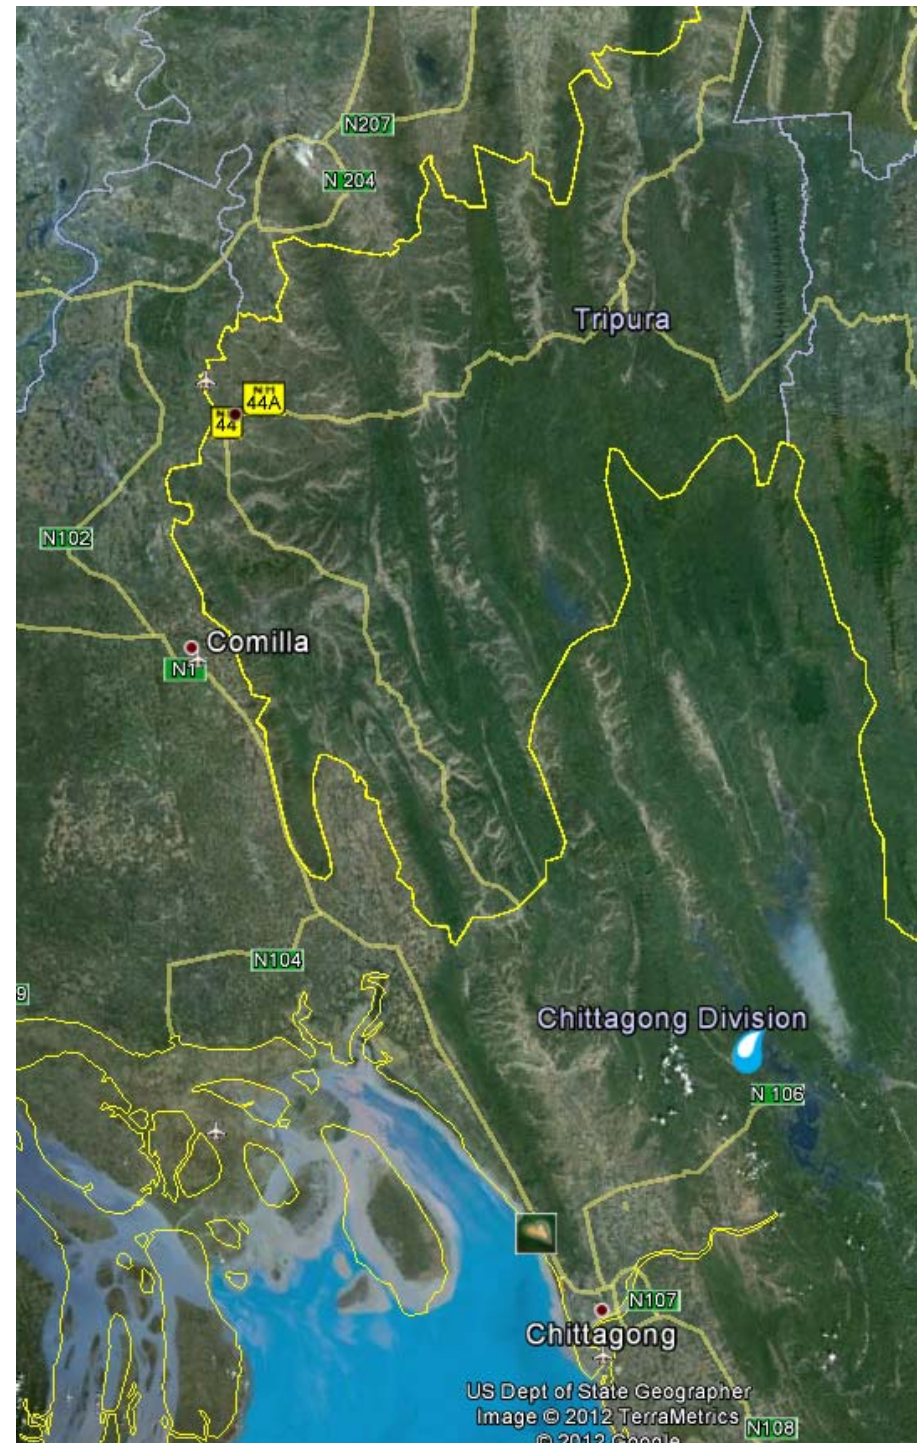 N207
N 204
Tripura
NH
44A
44
N102
Comilla
N1
N104
9
Chittagong Division
N 106
N107
Chittagong
US Dept of State Geographer
Image © 2012 TerraMetrics
N108
© 2012 Google